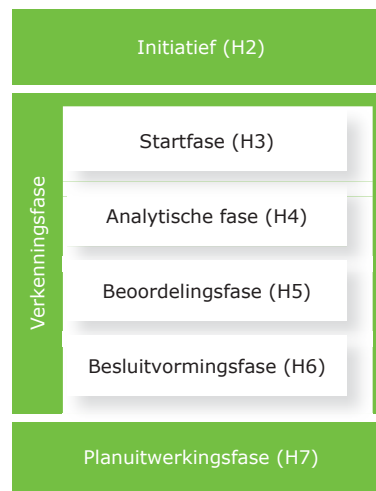 Initiatief (H2)
Verkenningsfase
Startfase (H3)
Analytische fase (H4)
Beoordelingsfase (H5)
Besluitvormingsfase (H6)
Planuitwerkingsfase (H7)